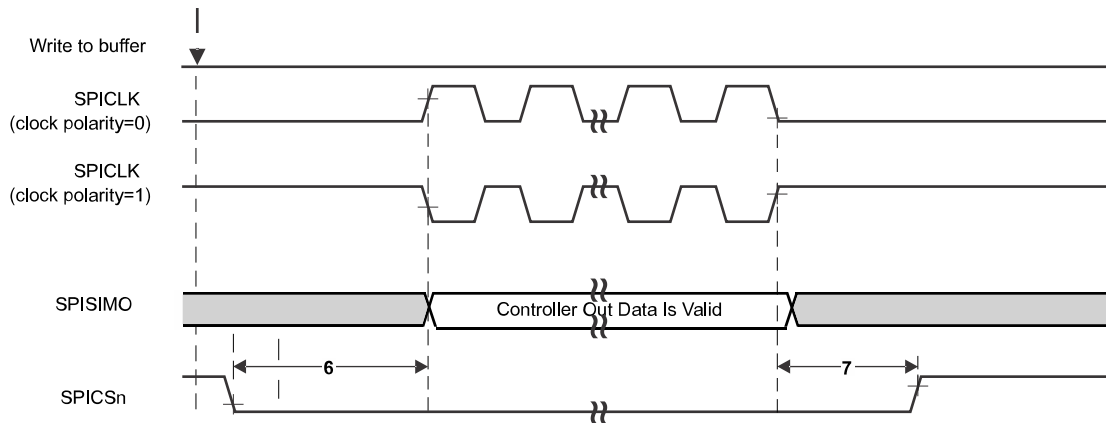 Write to buffer
SPICLK
(clock polarity=0)
SPICLK
(clock polarity=1)
SPISIMO
Controller Out Data Is Valid
6
7
SPICSn